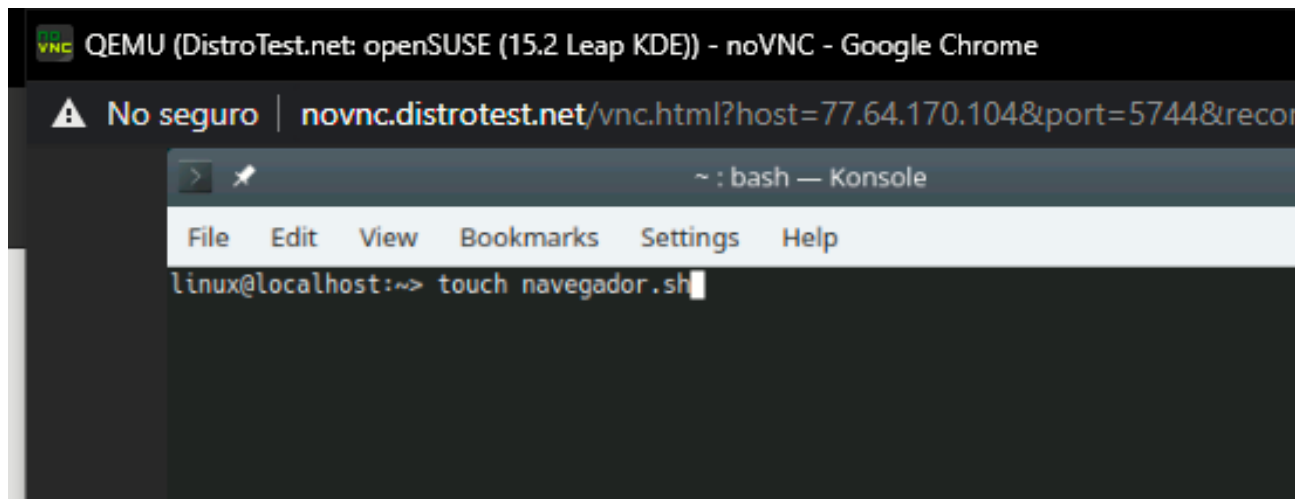 no
VNC QEMU (DistroTest.net: openSUSE (15.2 Leap KDE)) - noVNC - Google Chrome
No seguro | novnc.distrotest.net/vnc.html?host=77.64.170.104&port=5744&recor
~ : bash — Konsole
File Edit View Bookmarks Settings Help
linux@localhost:~> touch navegador.sh